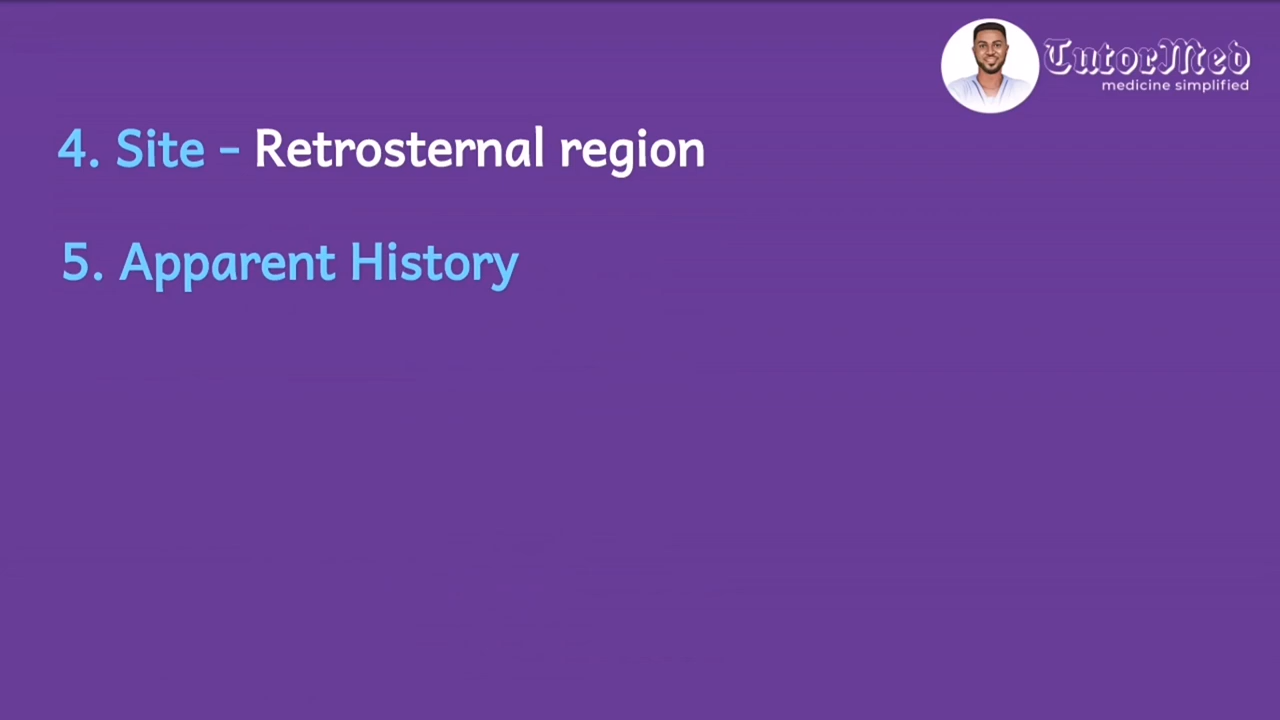 TutorMed
medicine simplified
4. Site - Retrosternal region
5. Apparent History